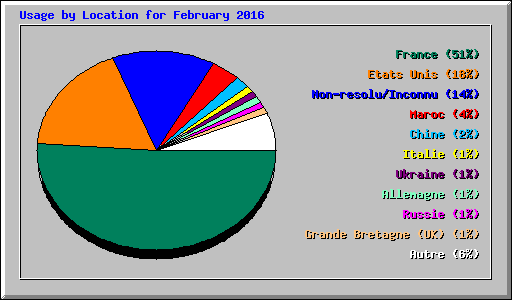 Usage by Location for February 2016
France (51%)
Etats Unis (18%)
Non-resolu/Inconnu (14%)
Maroc (4%)
Chine (2%)
Italie (1%)
Ukraine (1%)
Allemagne (1%)
Russie (1%)
Grande Bretagne (UK) (1%)
Autre (6%)